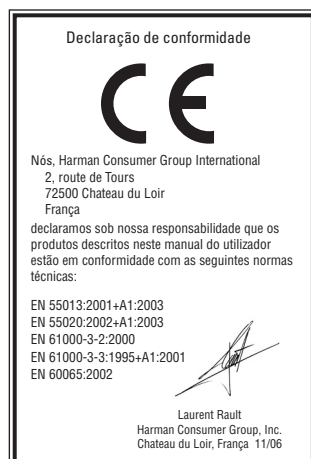 Declaração de conformidade
CE
Nós, Harman Consumer Group International
2, route de Tours
72500 Chateau du Loir
França
declaramos sob nossa responsabilidade que os
produtos descritos neste manual do utilizador
estão em conformidade com as seguintes normas
técnicas:
EN 55013:2001+A1:2003
EN 55020:2002+A1:2003
EN 61000-3-2:2000
EN 61000-3-3:1995+A1:2001
EN 60065:2002
Laurent Rault
Harman Consumer Group, Inc.
Chateau du Loir, França 11/06